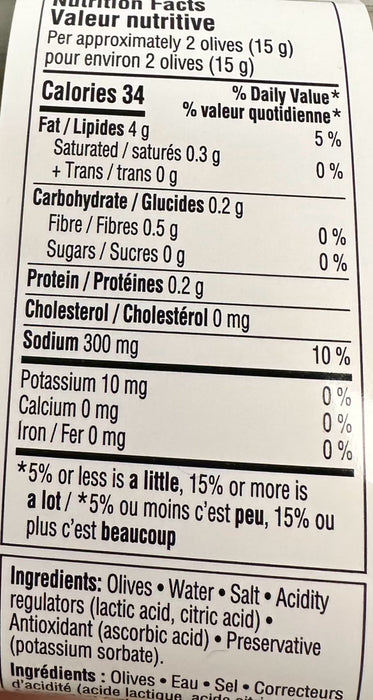 Nutrition Facts
Valeur nutritive
Per approximately 2 olives (15 g)
pour environ 2 olives (15 g)
Calories 34
% Daily Value*
% valeur quotidienne*
Fat / Lipides 4 g 5 %
Saturated / saturés 0.3 g
+ Trans / trans 0 g 0 %
Carbohydrate / Glucides 0.2 g
Fibre / Fibres 0.5 g 0 %
Sugars / Sucres 0 g 0 %
Protein / Protéines 0.2 g
Cholesterol / Cholestérol 0 mg
Sodium 300 mg 10 %
Potassium 10 mg 0 %
Calcium 0 mg 0 %
Iron / Fer 0 mg 0 %
*5% or less is a little, 15% or more is
a lot / *5% ou moins c'est peu, 15% ou
plus c'est beaucoup
Ingredients: Olives • Water • Salt • Acidity
regulators (lactic acid, citric acid) •
Antioxidant (ascorbic acid) • Preservative
(potassium sorbate).
Ingrédients : Olives • Eau • Sel • Correcteurs
d'acidité (acide lactique, acide